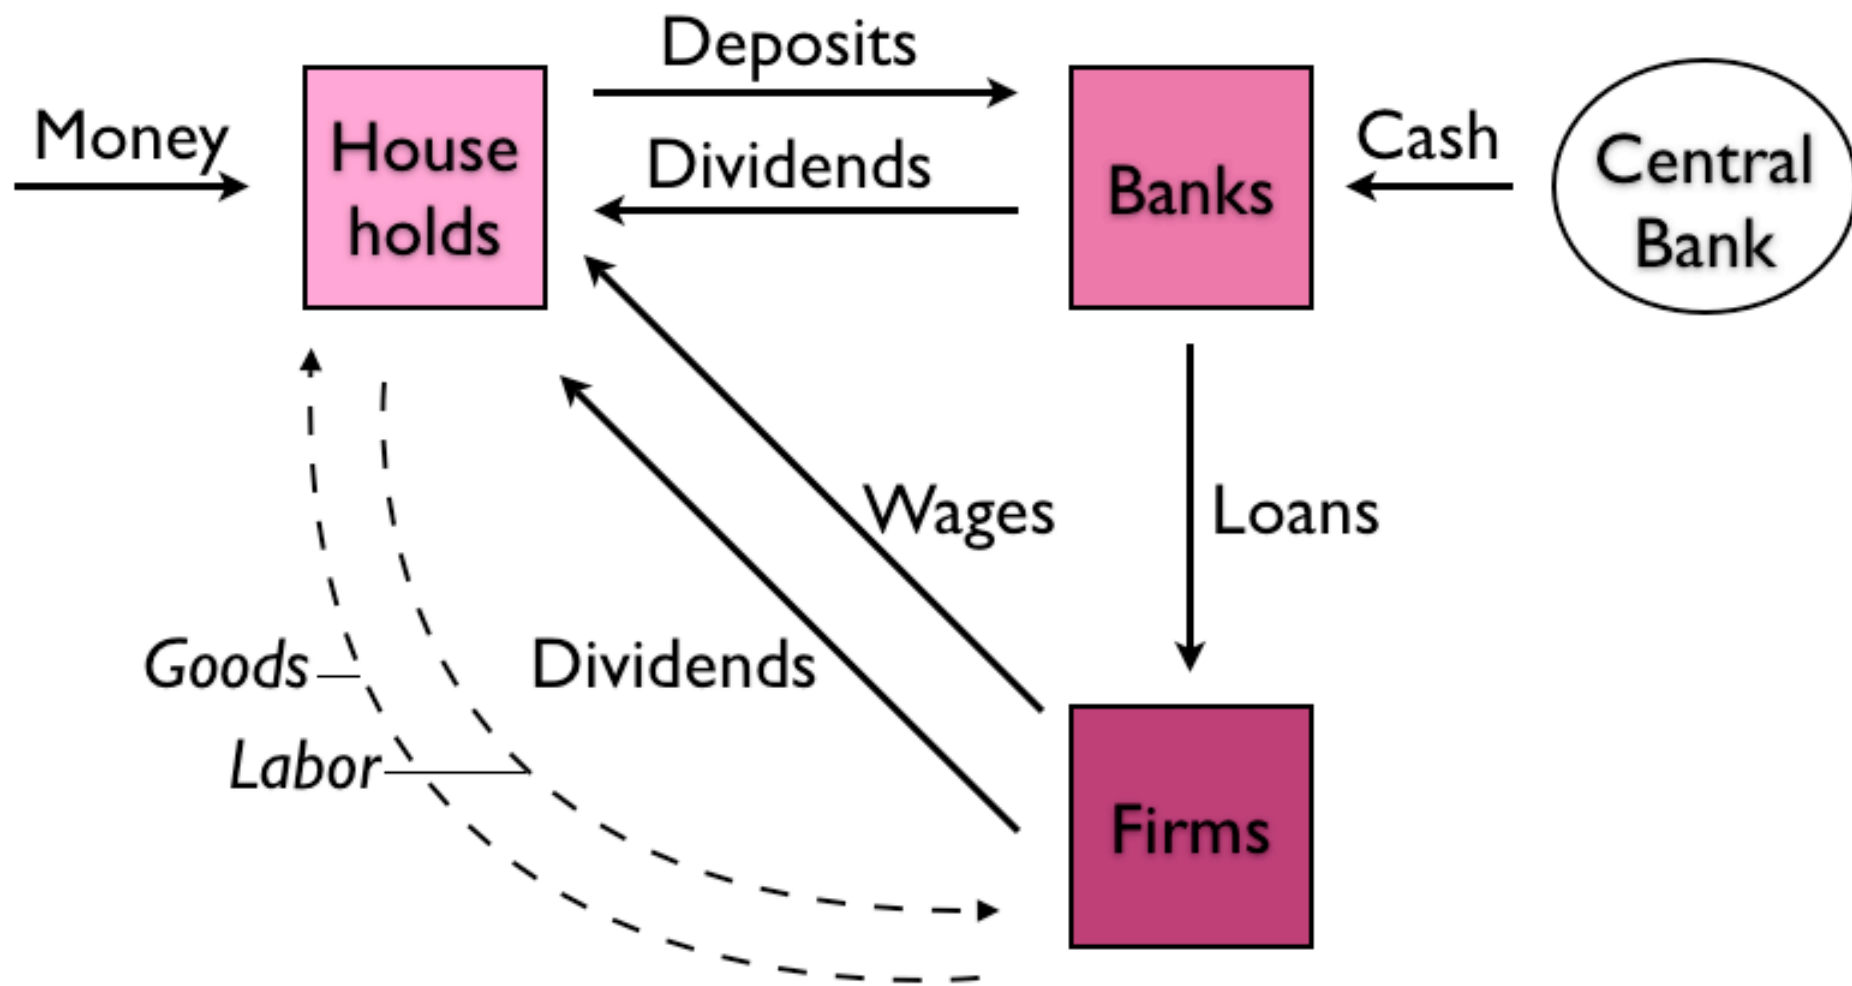 Deposits
Money
House
holds
Dividends
Banks
Cash
Central
Bank
Wages
Loans
Goods
Dividends
Labor
Firms